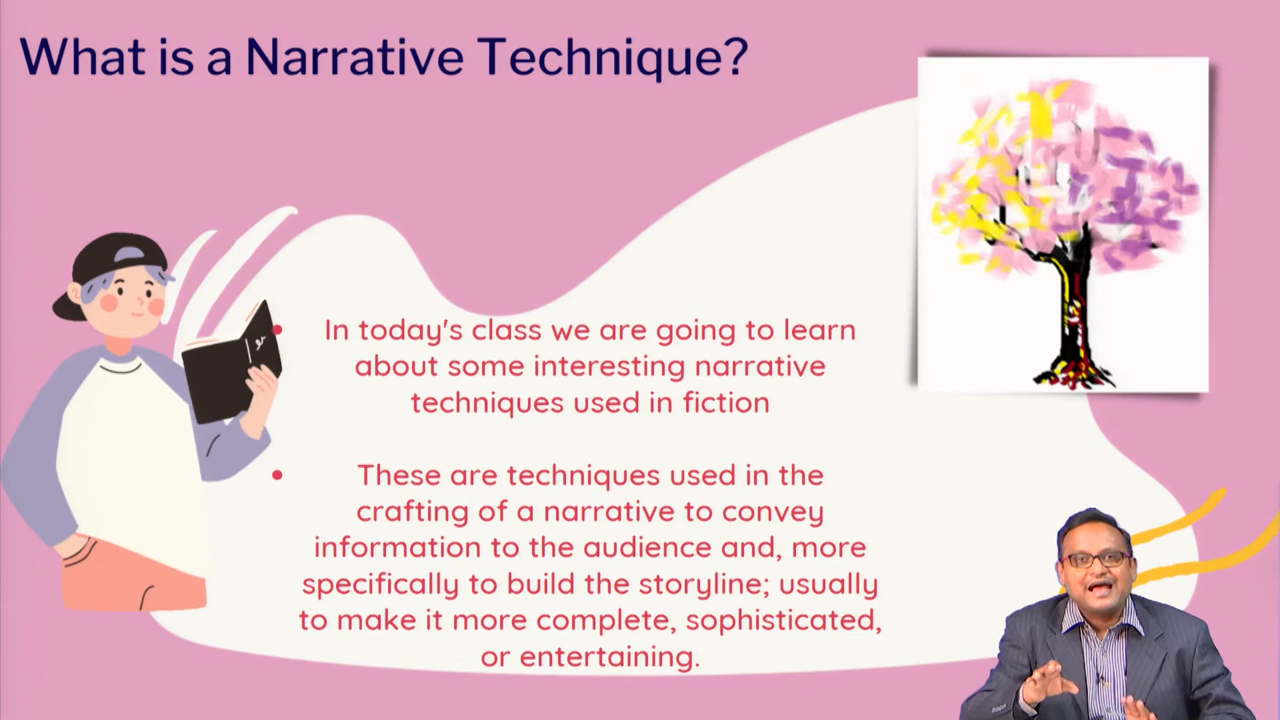 What is a Narrative Technique?
• In today's class we are going to learn
about some interesting narrative
techniques used in fiction
• These are techniques used in the
crafting of a narrative to convey
information to the audience and, more
specifically to build the storyline; usually
to make it more complete, sophisticated,
or entertaining.